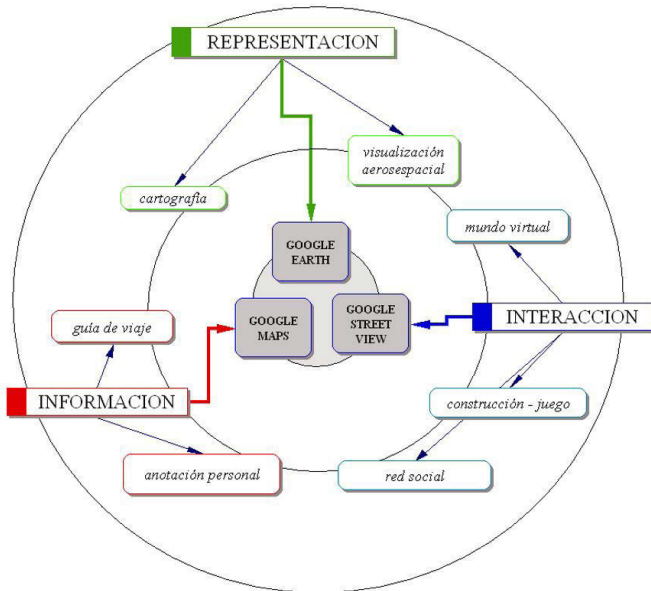 REPRESENTACION
visualización
aerosespacial
cartografía
mundo virtual
GOOGLE
EARTH
GOOGLE
MAPS
GOOGLE
STREET
VIEW
INTERACCION
guía de viaje
INFORMACION
construcción - juego
anotación personal
red social